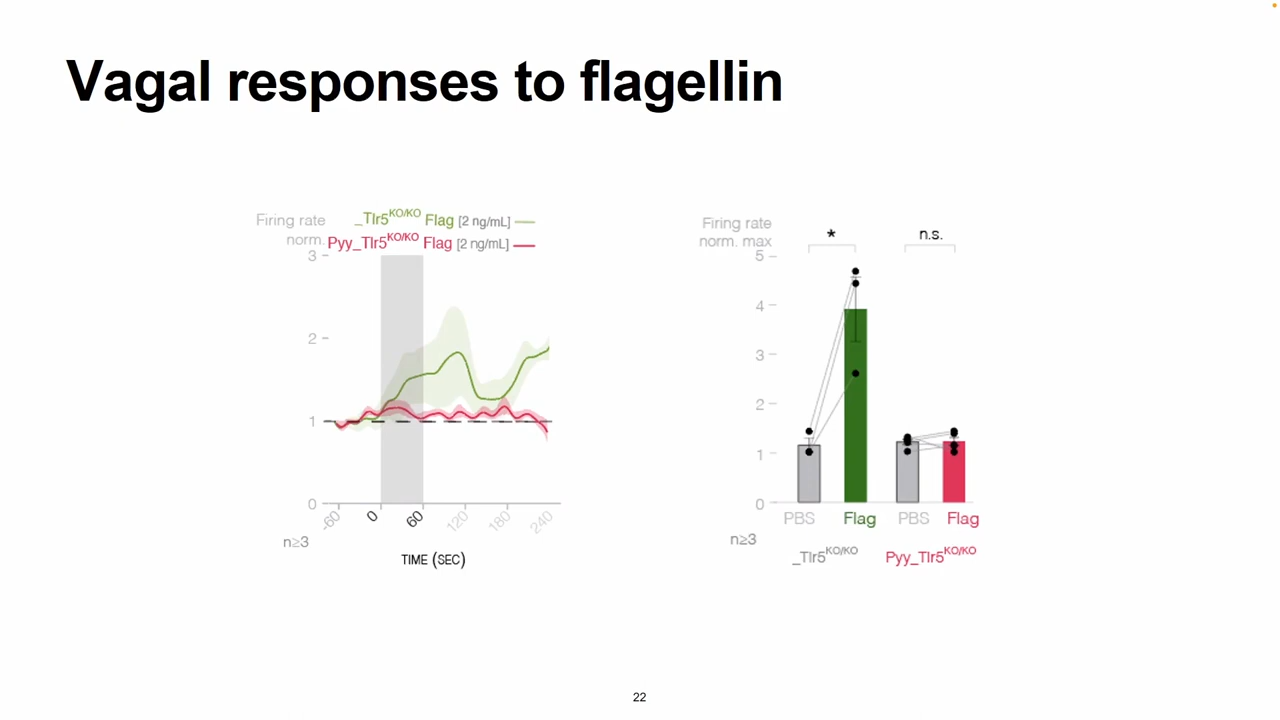 Vagal responses to flagellin
Firing rate
norm.
_Tlr5KO/KO Flag [2 ng/mL]
Pyy_Tlr5KO/KO Flag [2 ng/mL]
3
2
1
0
-60 0 60 120 180 240
n≥3
TIME (SEC)
Firing rate
norm. max
* n.s.
5
4
3
2
1
0
PBS Flag PBS Flag
n≥3
_Tlr5KO/KO Pyy_Tlr5KO/KO
22